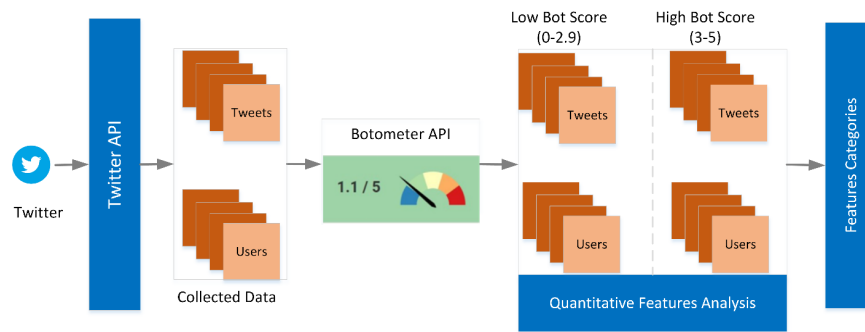 Twitter
Twitter API
Tweets
Users
Collected Data
Botometer API
1.1 / 5
Low Bot Score
(0-2.9)
High Bot Score
(3-5)
Tweets
Tweets
Users
Users
Quantitative Features Analysis
Features Categories